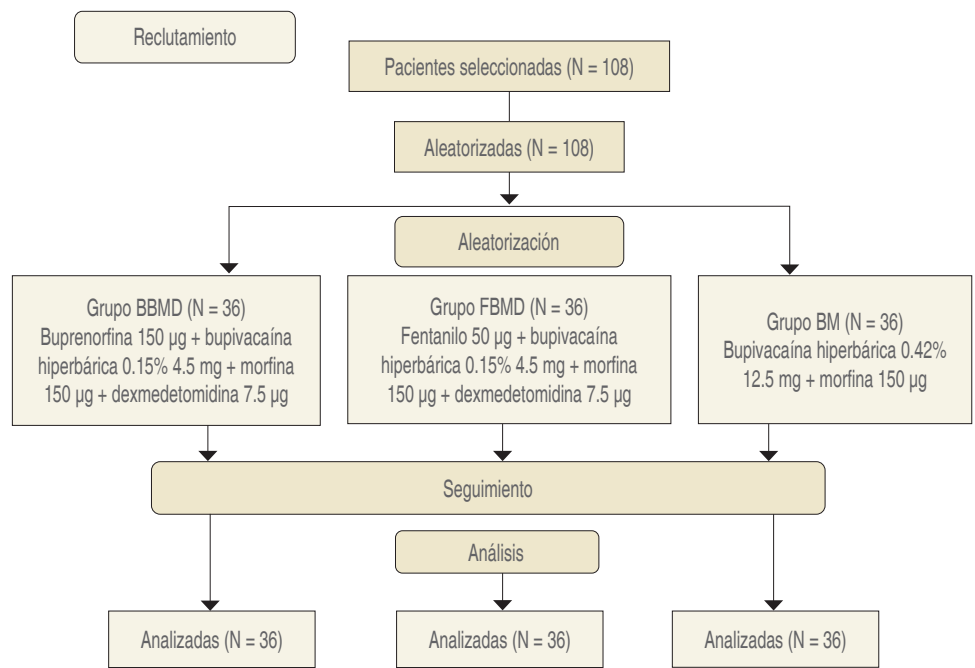 Reclutamiento
Pacientes seleccionadas (N = 108)
Aleatorizadas (N = 108)
Aleatorización
Grupo BBMD (N = 36)
Buprenorfina 150 µg + bupivacaína
hiperbárica 0.15% 4.5 mg + morfina
150 µg + dexmedetomidina 7.5 µg
Grupo FBMD (N = 36)
Fentanilo 50 µg + bupivacaína
hiperbárica 0.15% 4.5 mg + morfina
150 µg + dexmedetomidina 7.5 µg
Grupo BM (N = 36)
Bupivacaína hiperbárica 0.42%
12.5 mg + morfina 150 µg
Seguimiento
Análisis
Analizadas (N = 36)
Analizadas (N = 36)
Analizadas (N = 36)